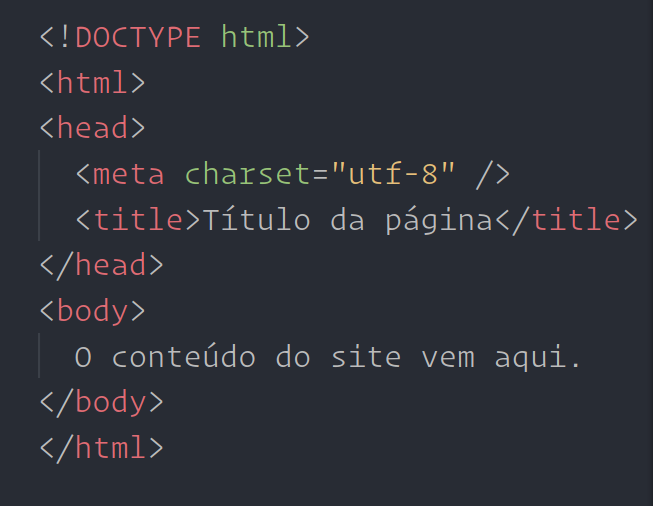 <!DOCTYPE html>
<html>
<head>
<meta charset="utf-8" />
<title>Título da página</title>
</head>
<body>
O conteúdo do site vem aqui.
</body>
</html>